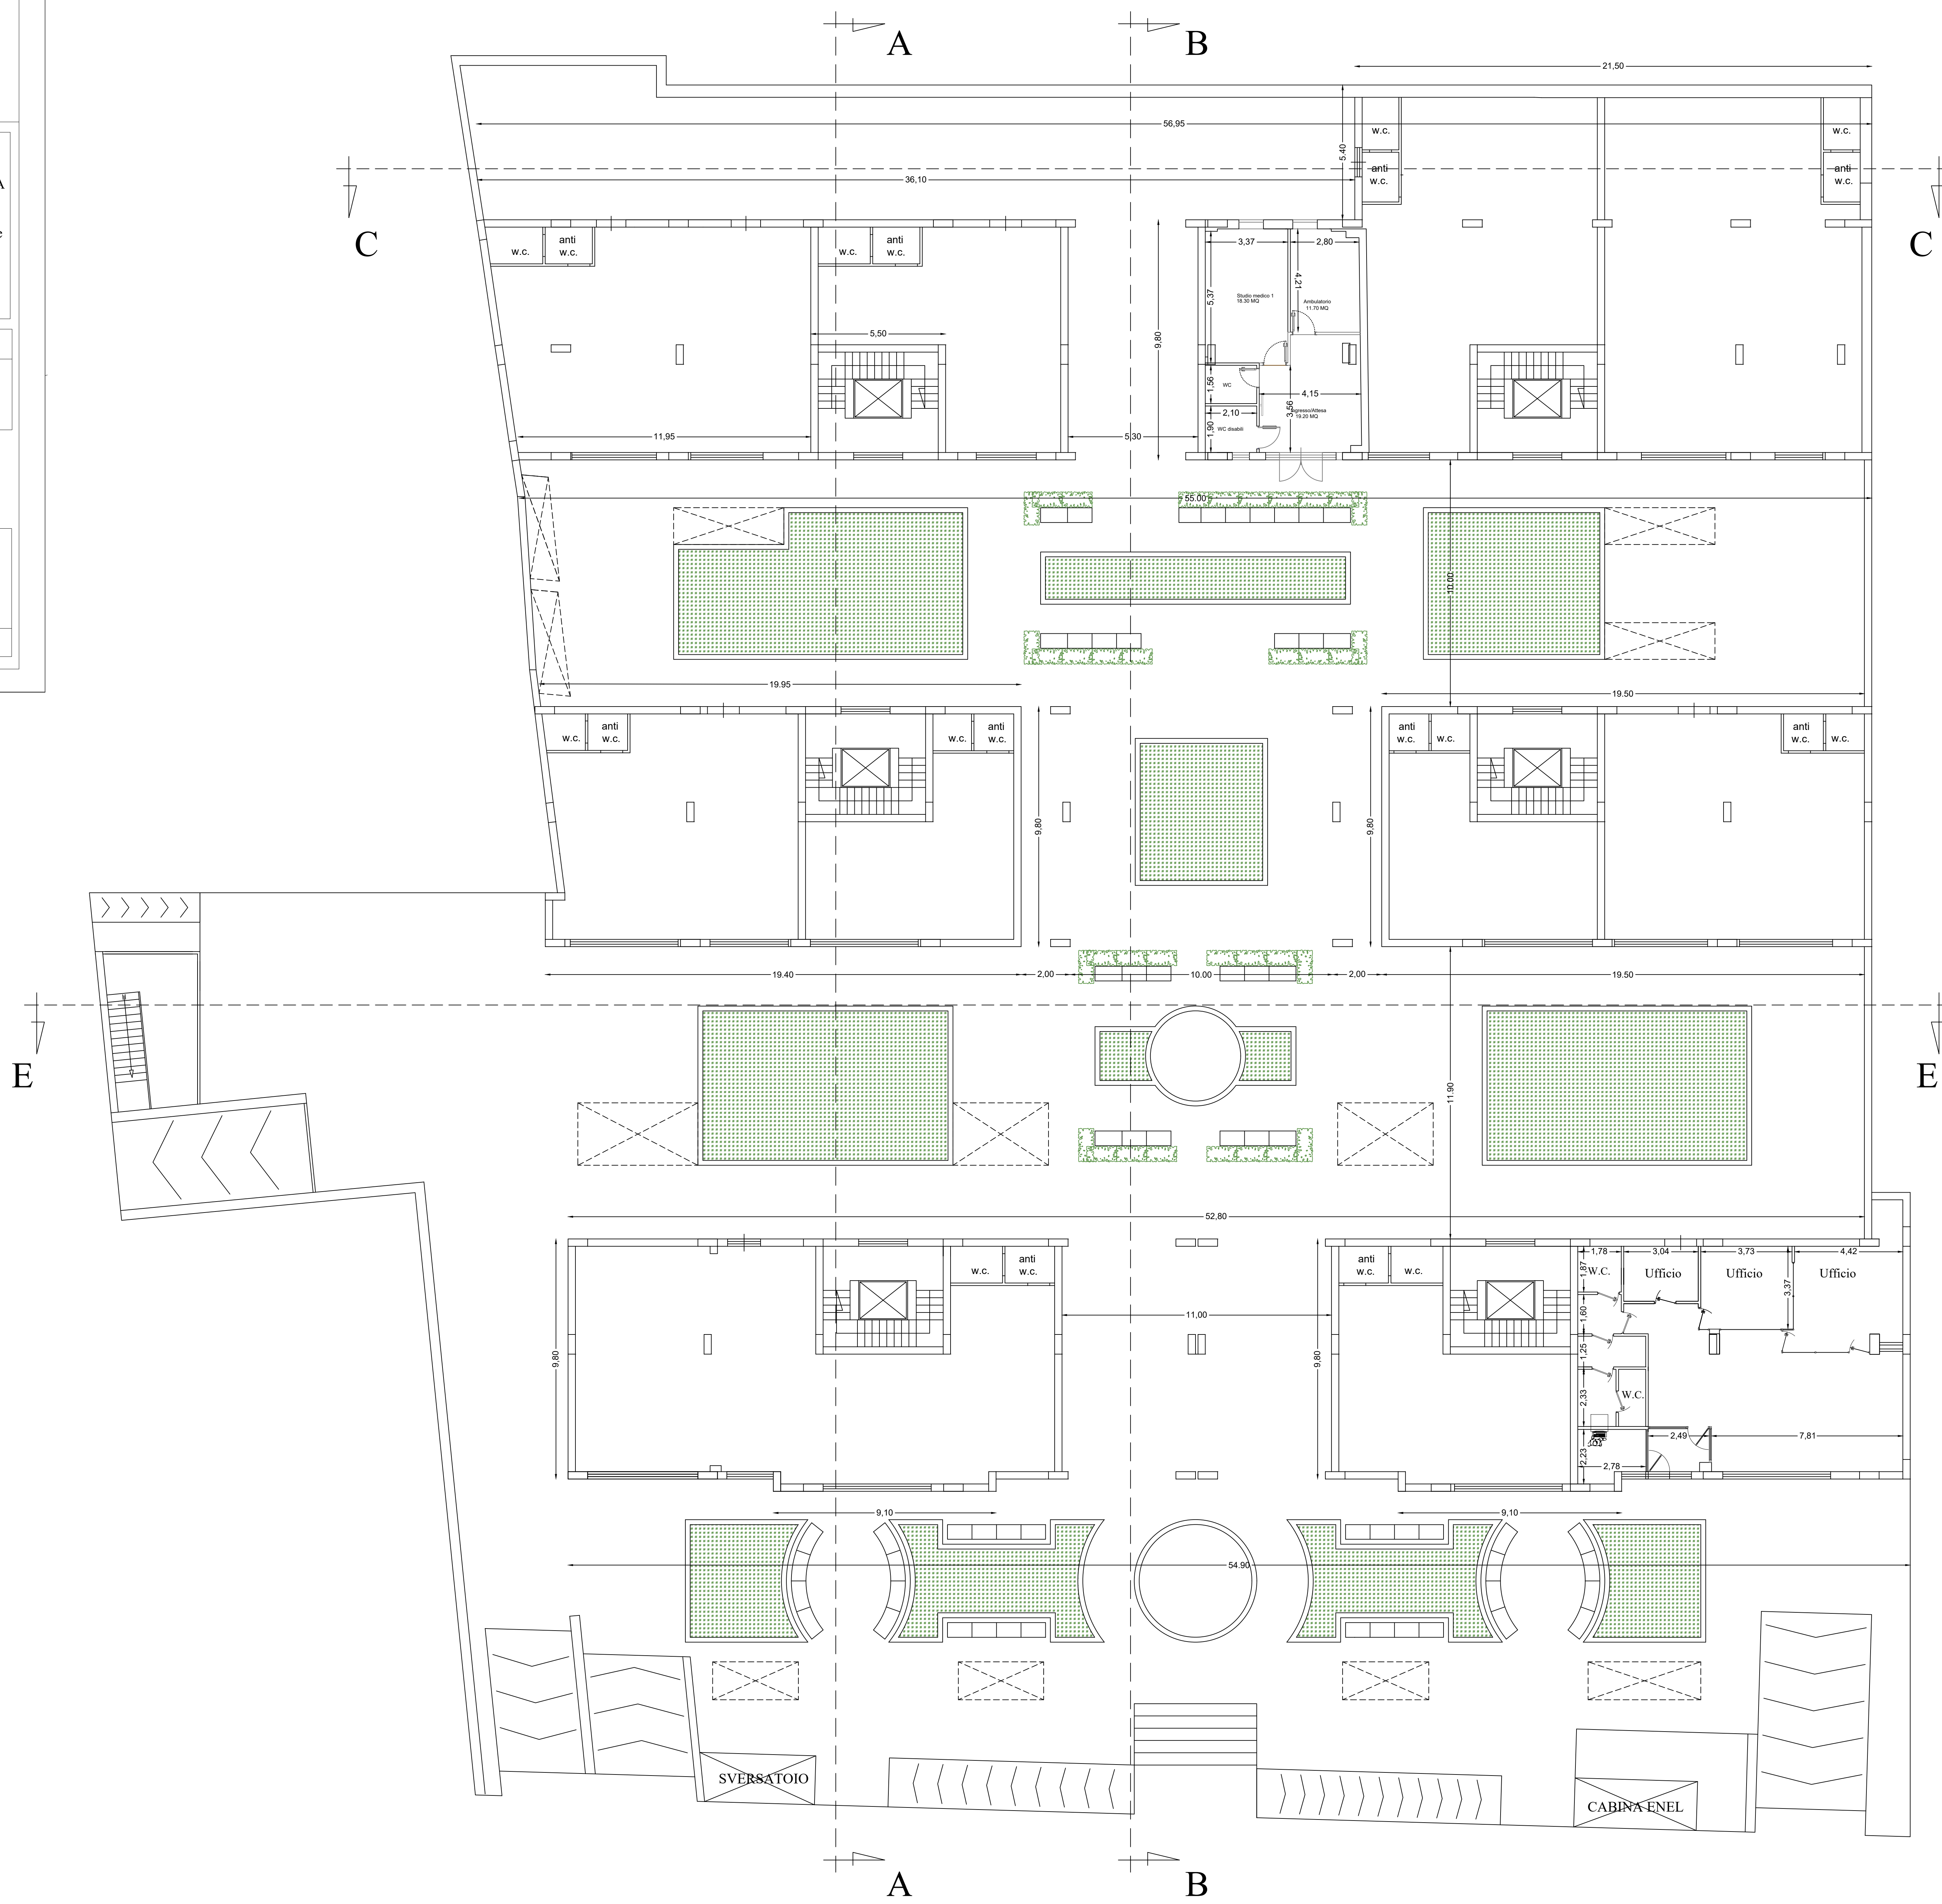 A
B
21,50
56,95
w.c.
w.c.
5,40
anti
w.c.
anti
w.c.
36,10
C
C
w.c.
anti
w.c.
w.c.
anti
w.c.
3,37
2,80
4,21
5,37
Studio medico 1
18.30 MQ
Ambulatorio
11.70 MQ
5,50
9,80
1,56
WC
4,15
3,56
2,10
Ingresso/Attesa
19.20 MQ
1,90
WC disabili
11,95
5,30
55.00
10.00
19.95
19.50
w.c.
anti
w.c.
w.c.
anti
w.c.
anti
w.c.
w.c.
anti
w.c.
w.c.
9,80
9,80
19.40
2,00
10.00
2,00
19.50
E
E
11.90
52,80
w.c.
anti
w.c.
anti
w.c.
w.c.
1,78
3,04
3,73
4,42
1,87
W.C.
Ufficio
Ufficio
Ufficio
3,37
1,60
11,00
9,80
9,80
1,25
2,33
W.C.
2,49
7,81
2,23
2,78
9,10
9,10
54.90
SVERSATOIO
CABINA ENEL
A
B